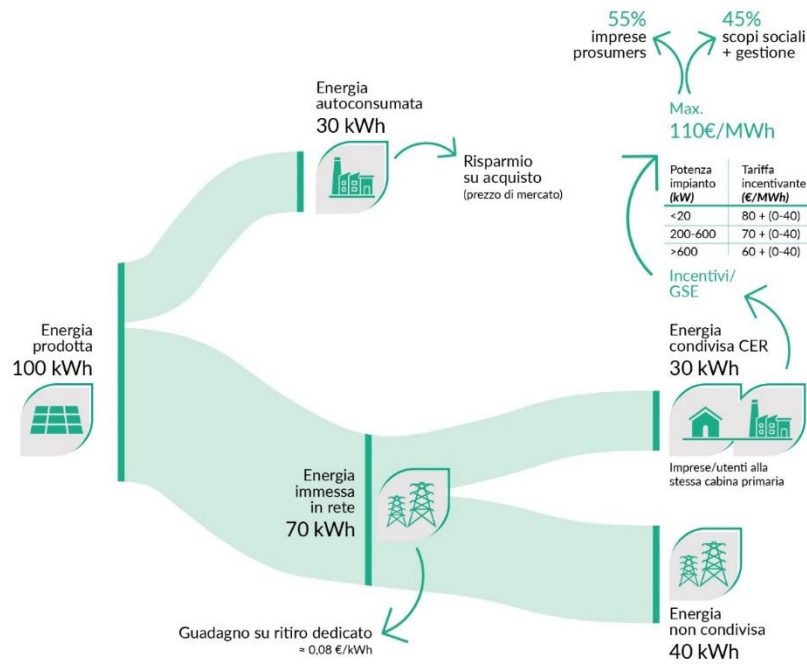 55%
imprese
prosumers
45%
scopi sociali
+ gestione
Max.
110€/MWh
Energia
autoconsumata
30 kWh
Risparmio
su acquisto
(prezzo di mercato)
Potenza impianto (kW) Tariffa incentivante (€/MWh)
<20 80 + (0-40)
200-600 70 + (0-40)
>600 60 + (0-40)
Incentivi/
GSE
Energia
prodotta
100 kWh
Energia
condivisa CER
30 kWh
Imprese/utenti alla
stessa cabina primaria
Energia
immessa
in rete
70 kWh
Guadagno su ritiro dedicato
≈ 0,08 €/kWh
Energia
non condivisa
40 kWh